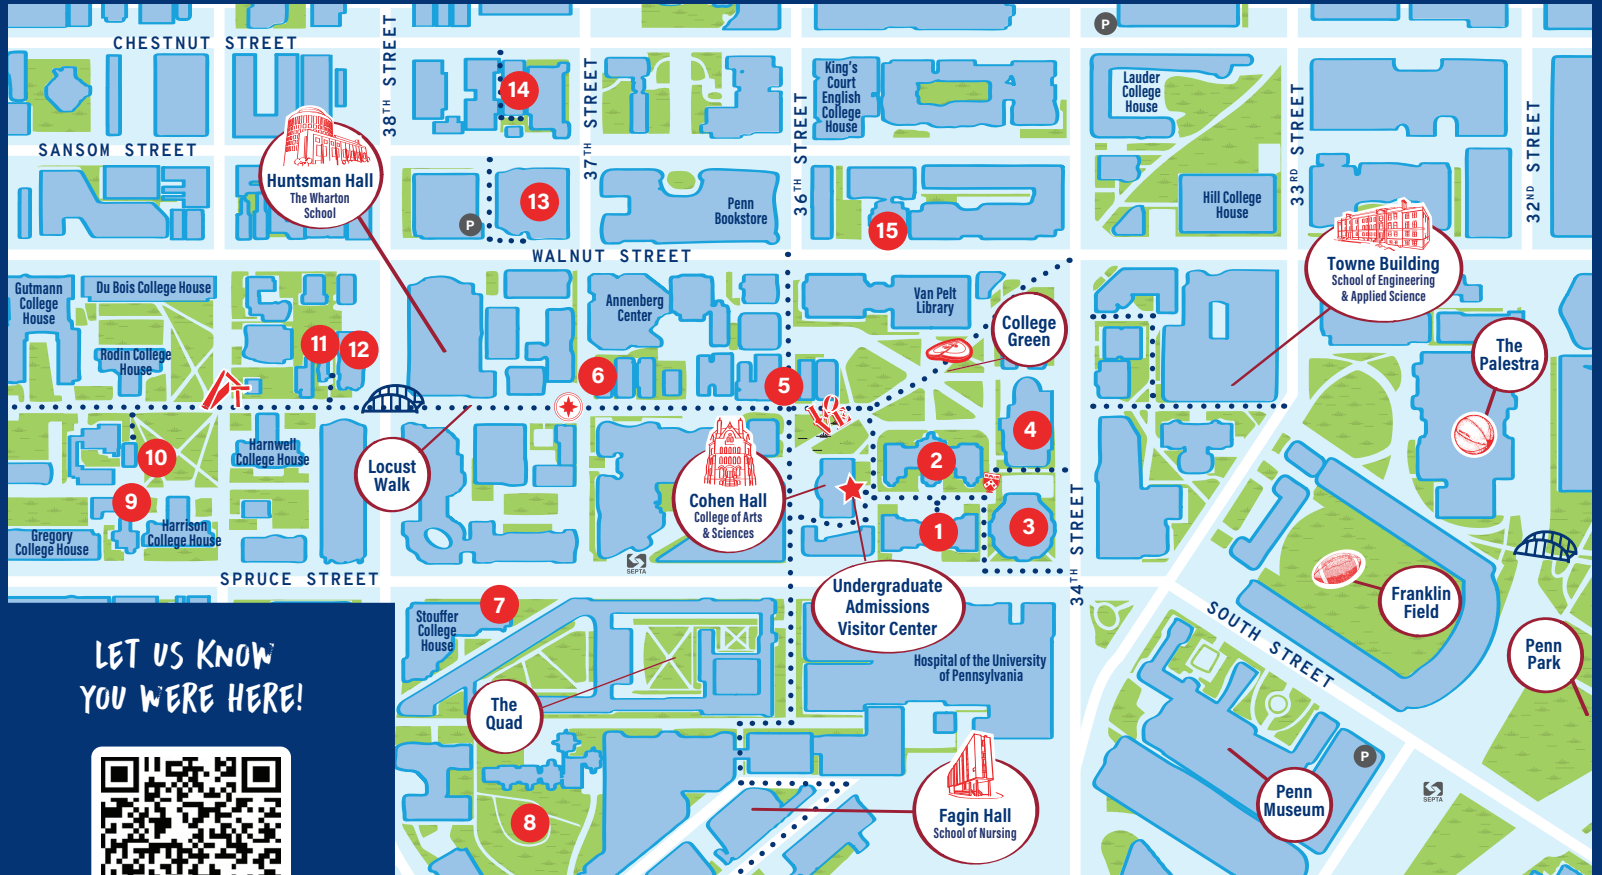 P
CHESTNUT STREET
38TH STREET
37TH STREET
36TH STREET
33RD STREET
32ND STREET
14
King's
Court
English
College
House
Lauder
College
House
SANSOM STREET
Huntsman Hall
The Wharton
School
13
P
Penn
Bookstore
15
Hill College
House
WALNUT STREET
Towne Building
School of Engineering
& Applied Science
Gutmann
College
House
Du Bois College House
Annenberg
Center
Van Pelt
Library
College
Green
The
Palestra
Rodin College
House
11
12
6
5
LOVE
4
Harnwell
College House
10
Locust
Walk
Cohen Hall
College of Arts
& Sciences
2
9
Harrison
College House
Gregory
College House
1
3
34TH STREET
SEPTA
SPRUCE STREET
Undergraduate
Admissions
Visitor Center
Franklin
Field
7
Stouffer
College
House
SOUTH STREET
Penn
Park
LET US KNOW
YOU WERE HERE!
Hospital of the University
of Pennsylvania
The
Quad
P
Penn
Museum
SEPTA
8
Fagin Hall
School of Nursing